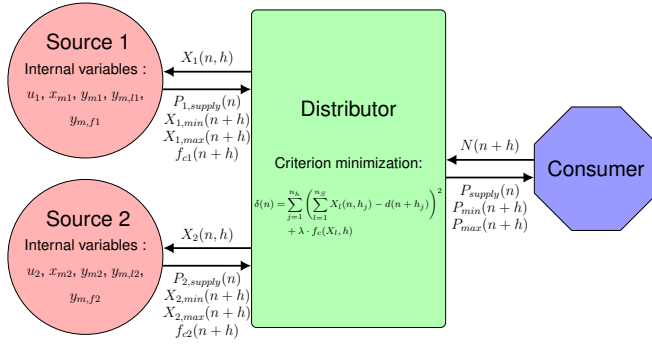 Source 1
Internal variables :
u_1, x_{m1}, y_{m1}, y_{m,l1},
y_{m,f1}
X_1(n, h)
P_{1,supply}(n)
X_{1,min}(n + h)
X_{1,max}(n + h)
f_{c1}(n + h)
Source 2
Internal variables :
u_2, x_{m2}, y_{m2}, y_{m,l2},
y_{m,f2}
X_2(n, h)
P_{2,supply}(n)
X_{2,min}(n + h)
X_{2,max}(n + h)
f_{c2}(n + h)
Distributor
Criterion minimization:
δ(n) = \sum_{j=1}^{n_h} ( \sum_{l=1}^{n_S} X_l(n, h_j) − d(n + h_j) )^2
+ λ · f_c(X_l, h)
N(n + h)
P_{supply}(n)
P_{min}(n + h)
P_{max}(n + h)
Consumer